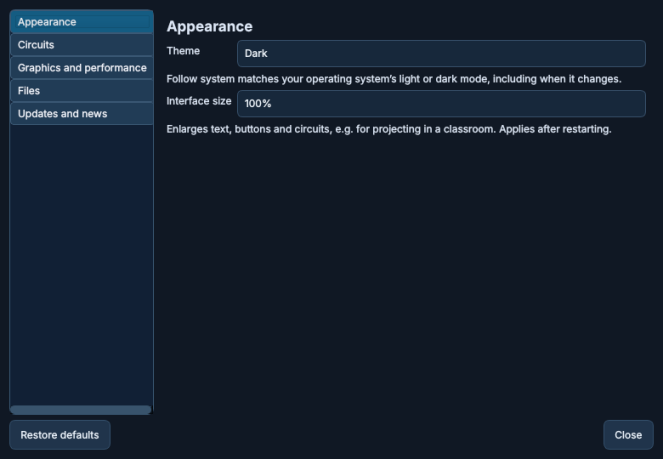 Appearance
Circuits
Graphics and performance
Files
Updates and news
Appearance
Theme
Dark
Follow system matches your operating system’s light or dark mode, including when it changes.
Interface size
100%
Enlarges text, buttons and circuits, e.g. for projecting in a classroom. Applies after restarting.
Restore defaults
Close